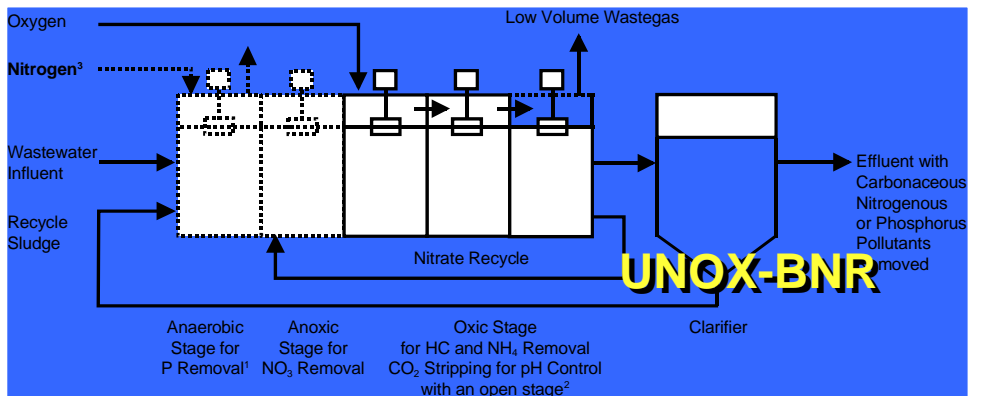 Oxygen
Low Volume Wastegas
Nitrogen³
Wastewater
Influent
Effluent with
Carbonaceous
Nitrogenous
or Phosphorus
Pollutants
Removed
Recycle
Sludge
Nitrate Recycle
UNOX-BNR
Anaerobic
Stage for
P Removal¹
Anoxic
Stage for
NO₃ Removal
Oxic Stage
for HC and NH₄ Removal
CO₂ Stripping for pH Control
with an open stage²
Clarifier